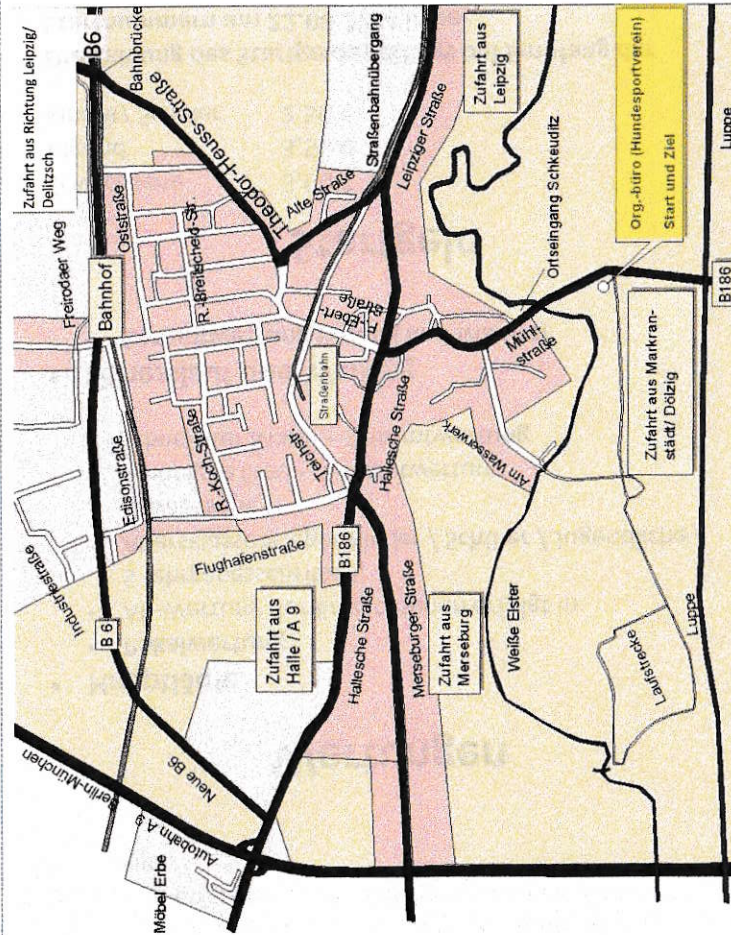 Zufahrt aus Richtung Leipzig/
Delitzsch
B6
Bahnbrücke
Freirodaer Weg
Bahnhof
Oststraße
Theodor-Heuss-Straße
R.-Breitscheid-Str.
Alte Straße
Straßenbahnübergang
Leipziger Straße
Zufahrt aus
Leipzig
Ortseingang Schkeuditz
Org.-büro (Hundesportverein)
Start und Ziel
Luppe
B186
Industriestraße
Edisonstraße
R.-Koch-Straße
Teichstr.
Straßenbahn
F.-Ebert-
Straße
Hallesche Straße
Mühl-
straße
Am Wasserwerk
Zufahrt aus Markran-
städt/ Dölzig
B 6
Flughafenstraße
B186
Zufahrt aus
Halle / A 9
Hallesche Straße
Merseburger Straße
Zufahrt aus
Merseburg
Weiße Elster
Laufstrecke
Luppe
Berlin-München
Autobahn A 9
Neue B6
Möbel Erbe